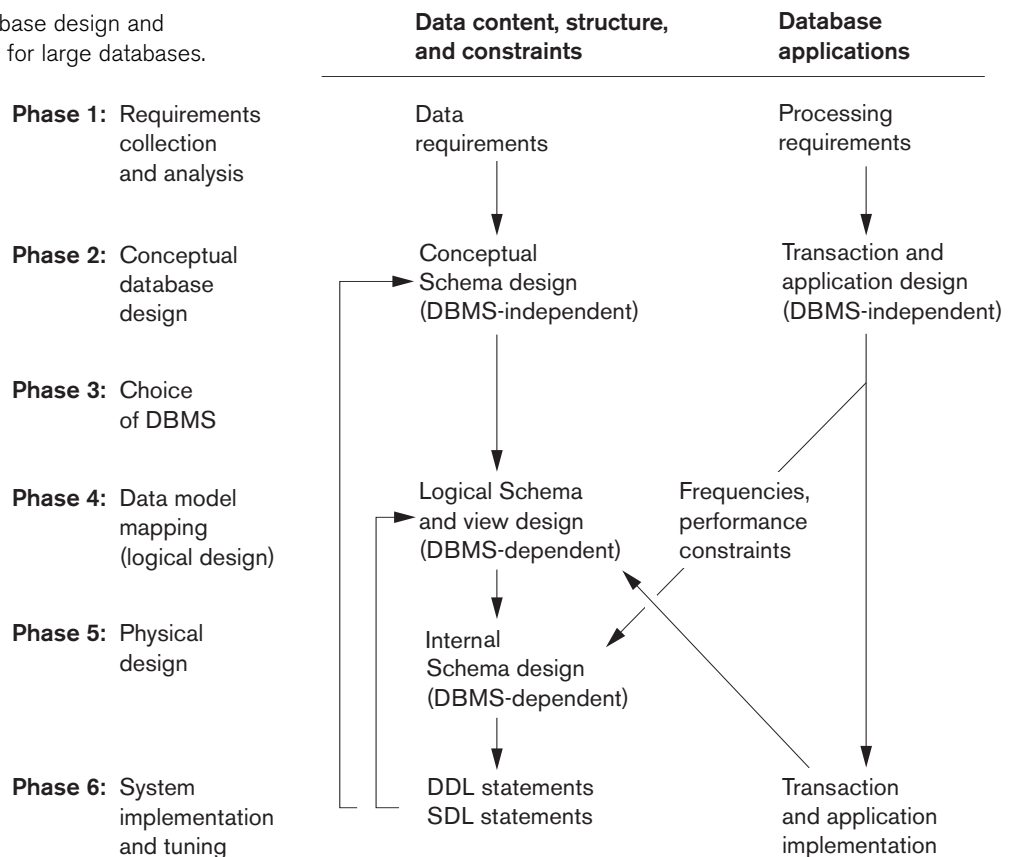 base design and
for large databases.
Data content, structure,
and constraints
Database
applications
Phase 1: Requirements
collection
and analysis
Data
requirements
Processing
requirements
Phase 2: Conceptual
database
design
Conceptual
Schema design
(DBMS-independent)
Transaction and
application design
(DBMS-independent)
Phase 3: Choice
of DBMS
Phase 4: Data model
mapping
(logical design)
Logical Schema
and view design
(DBMS-dependent)
Frequencies,
performance
constraints
Phase 5: Physical
design
Internal
Schema design
(DBMS-dependent)
Phase 6: System
implementation
and tuning
DDL statements
SDL statements
Transaction
and application
implementation